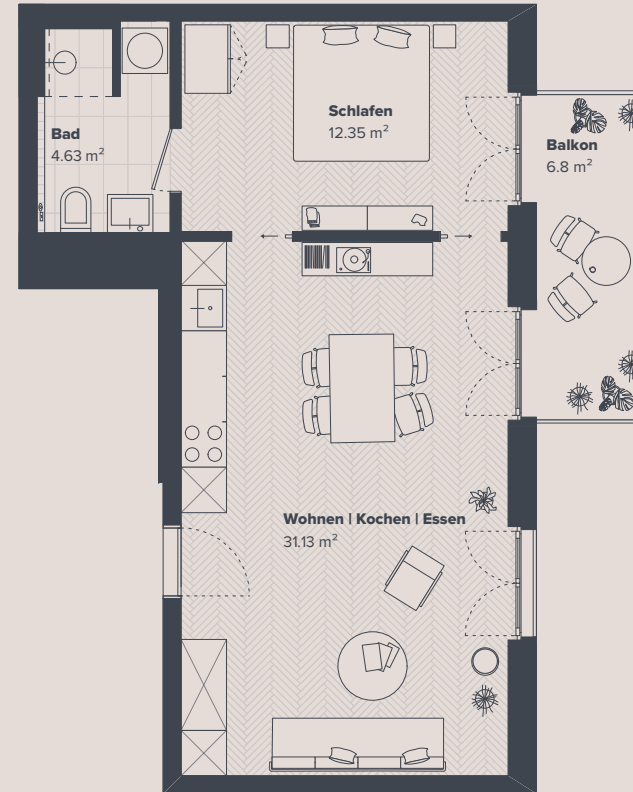 Schlafen
12.35 m²
Bad
4.63 m²
Balkon
6.8 m²
Wohnen | Kochen | Essen
31.13 m²